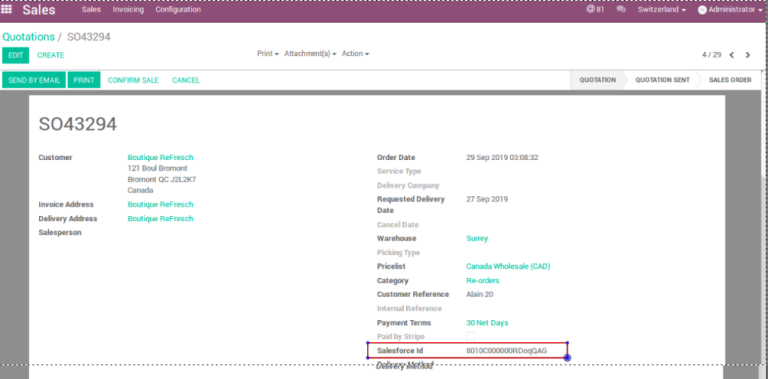 Sales Sales Invoicing Configuration @ 81 Switzerland Administrator
Quotations / SO43294
EDIT CREATE Print Attachment(s) Action 4 / 29
SEND BY EMAIL PRINT CONFIRM SALE CANCEL QUOTATION QUOTATION SENT SALES ORDER
SO43294
Customer Boutique ReFresch
121 Boul Bromont
Bromont QC J2L2K7
Canada
Invoice Address Boutique ReFresch
Delivery Address Boutique ReFresch
Salesperson
Order Date 29 Sep 2019 03:08:32
Service Type
Delivery Company
Requested Delivery Date 27 Sep 2019
Cancel Date
Warehouse Surrey
Picking Type
Pricelist Canada Wholesale (CAD)
Category Re-orders
Customer Reference Alain 20
Internal Reference
Payment Terms 30 Net Days
Paid by Stripe
Salesforce Id 8010C000000RDoqQAG
Delivery Method